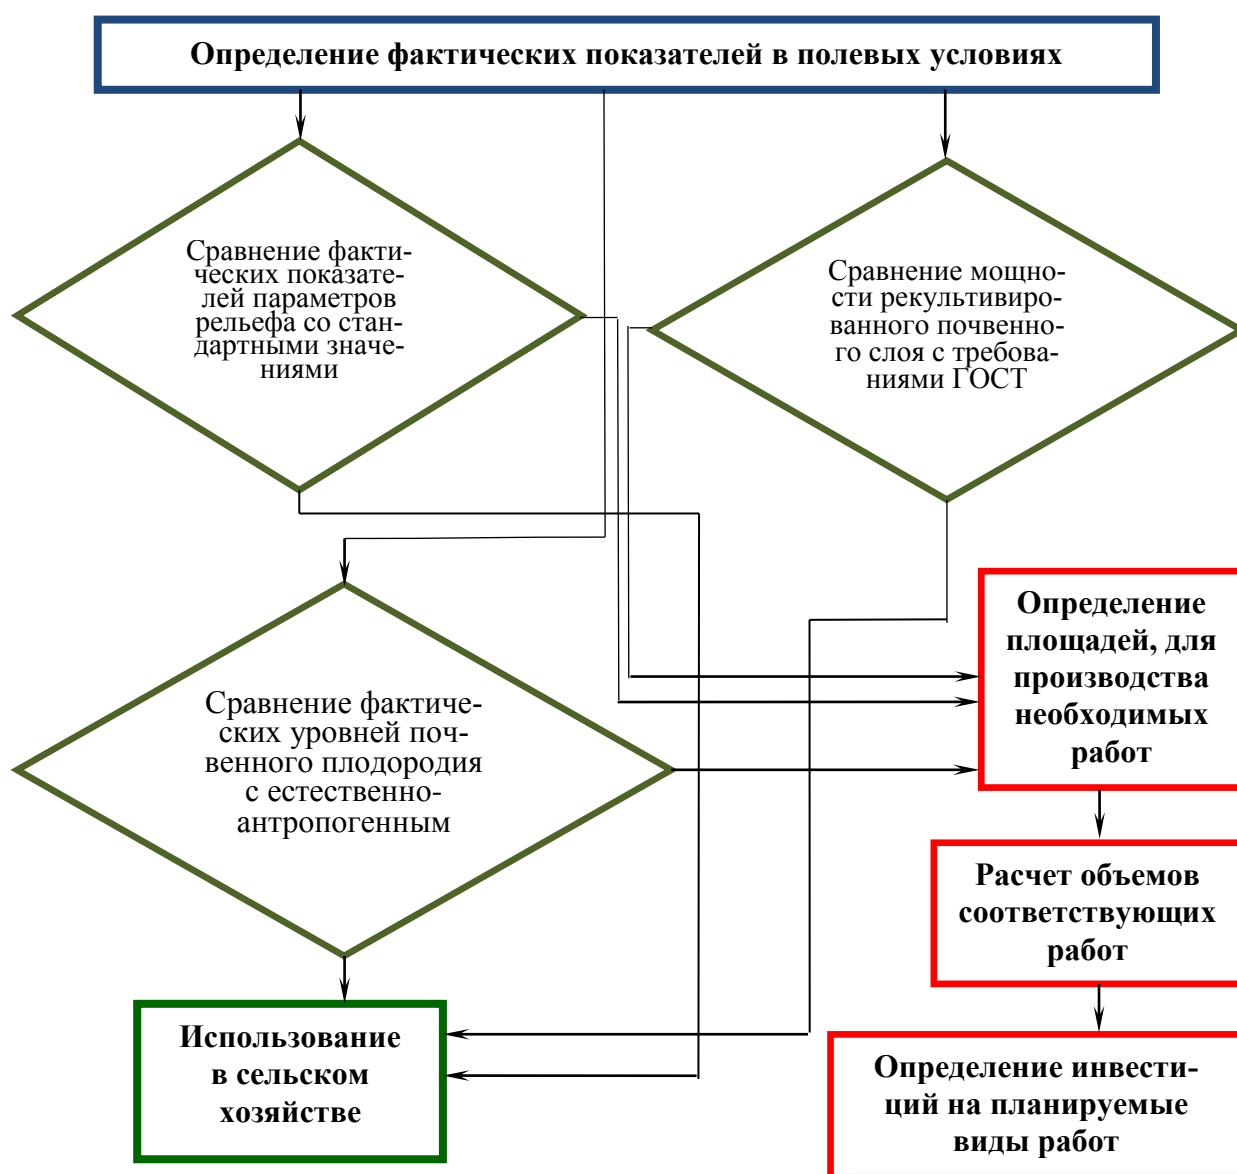 Определение фактических показателей в полевых условиях
Сравнение факти-
ческих показате-
лей параметров
рельефа со стан-
дартными значе-
ниями
Сравнение мощно-
сти рекультивиро-
ванного почвенно-
го слоя с требова-
ниями ГОСТ
Сравнение фактиче-
ских уровней поч-
венного плодородия
с естественно-
антропогенным
Определение
площадей, для
производства
необходимых
работ
Расчет объемов
соответствующих
работ
Использование
в сельском
хозяйстве
Определение инвести-
ций на планируемые
виды работ